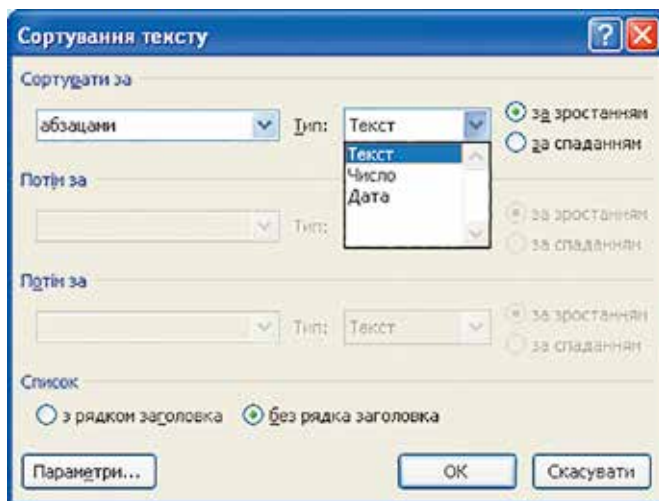 Сортування тексту
Сортувати за
абзацами Тип: Текст за зростанням
за спаданням
Текст
Число
Дата
Потім за
Тип: за зростанням
за спаданням
Потім за
Тип: Текст за зростанням
за спаданням
Список
з рядком заголовка без рядка заголовка
Параметри... ОК Скасувати